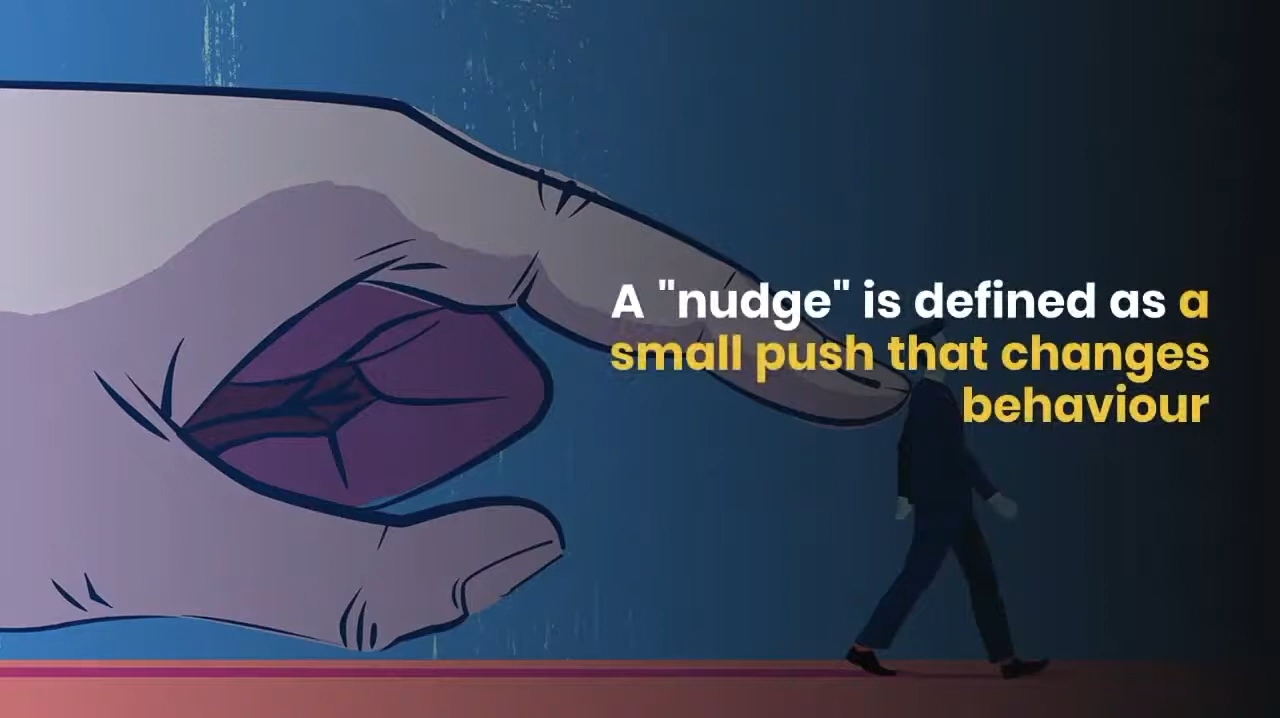 A "nudge" is defined as a
small push that changes
behaviour